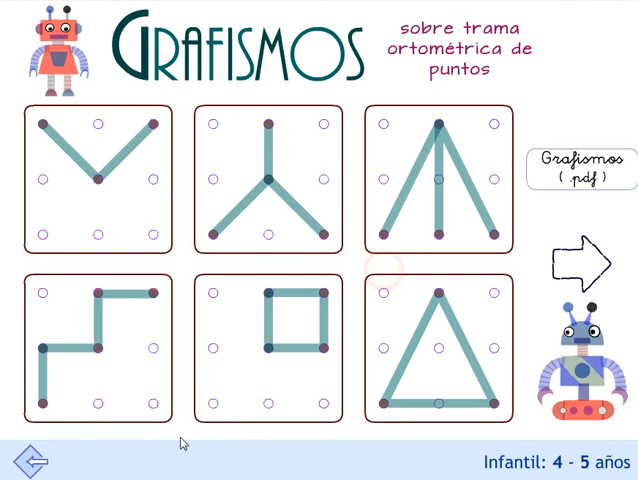 GRAFISMOS
sobre trama
ortométrica de
puntos
Grafismos
( .pdf )
Infantil: 4 - 5 años